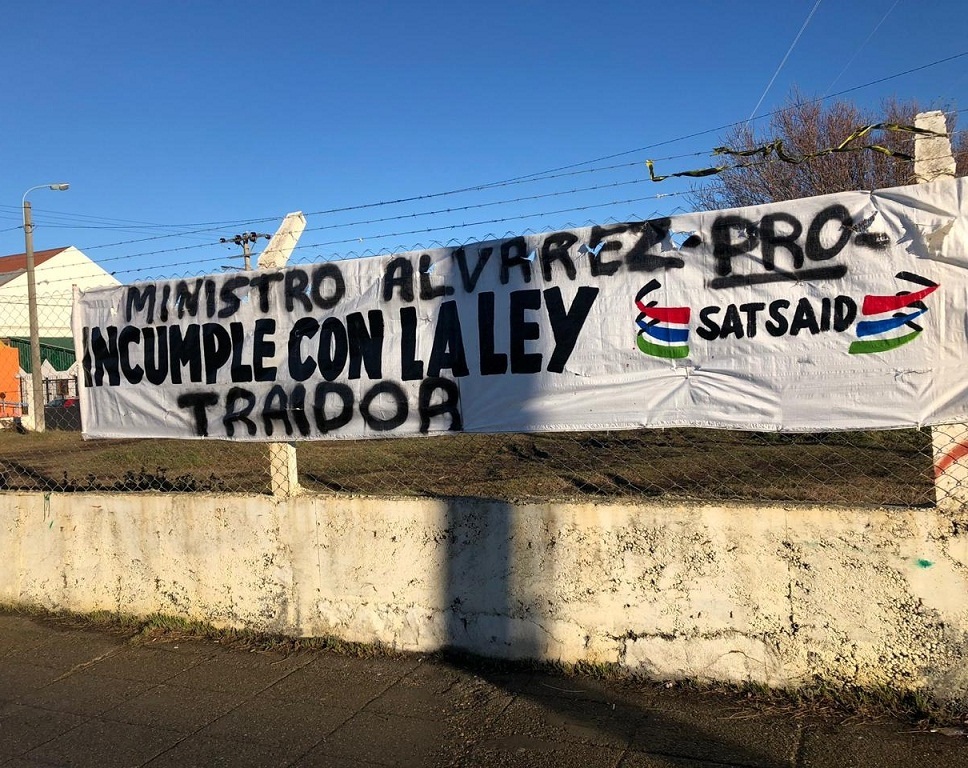 MINISTRO ALVAREZ - PRO -
INCUMPLE CON LA LEY
TRAIDOR
SATSAID